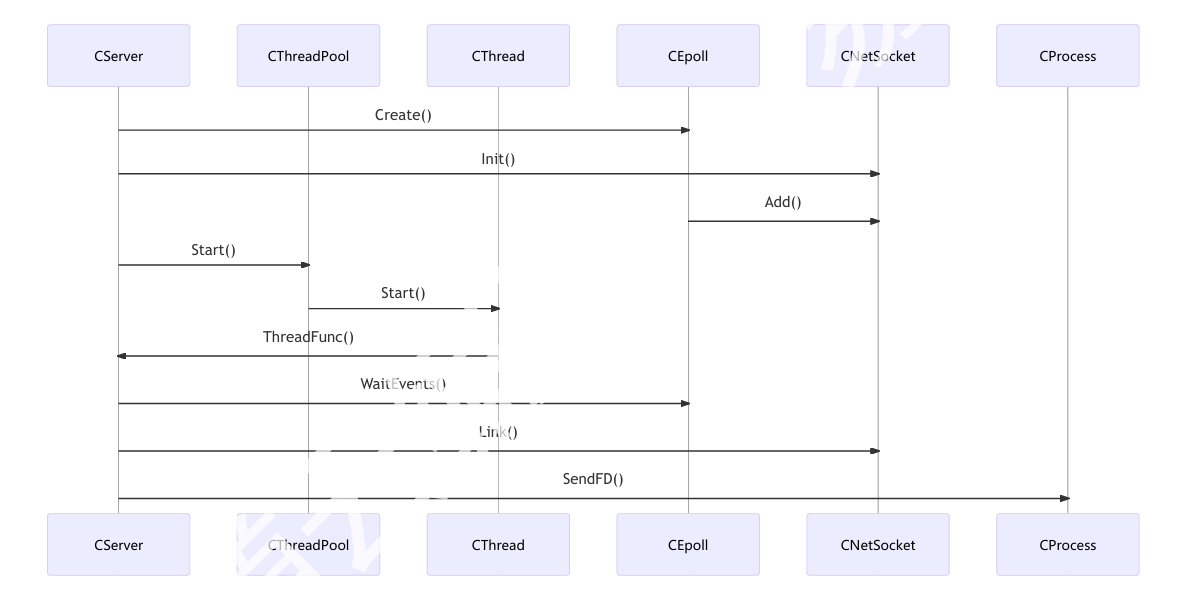 CServer CThreadPool CThread CEpoll CNetSocket CProcess
Create()
Init()
Add()
Start()
Start()
ThreadFunc()
WaitEvents()
Link()
SendFD()
CServer CThreadPool CThread CEpoll CNetSocket CProcess